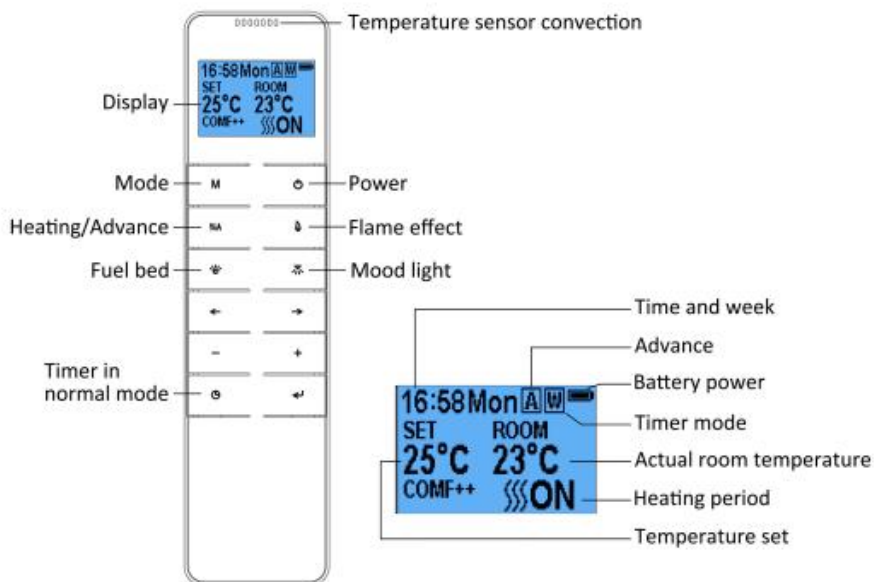 Temperature sensor convection
16:58Mon A W
SET ROOM
25°C 23°C
COMF++ ON
Display
Mode
M
Power
Heating/Advance
Flame effect
Fuel bed
Mood light
← →
- +
Timer in
normal mode
Time and week
Advance
Battery power
16:58Mon A W
Timer mode
SET ROOM
25°C 23°C
Actual room temperature
COMF++ ON
Heating period
Temperature set